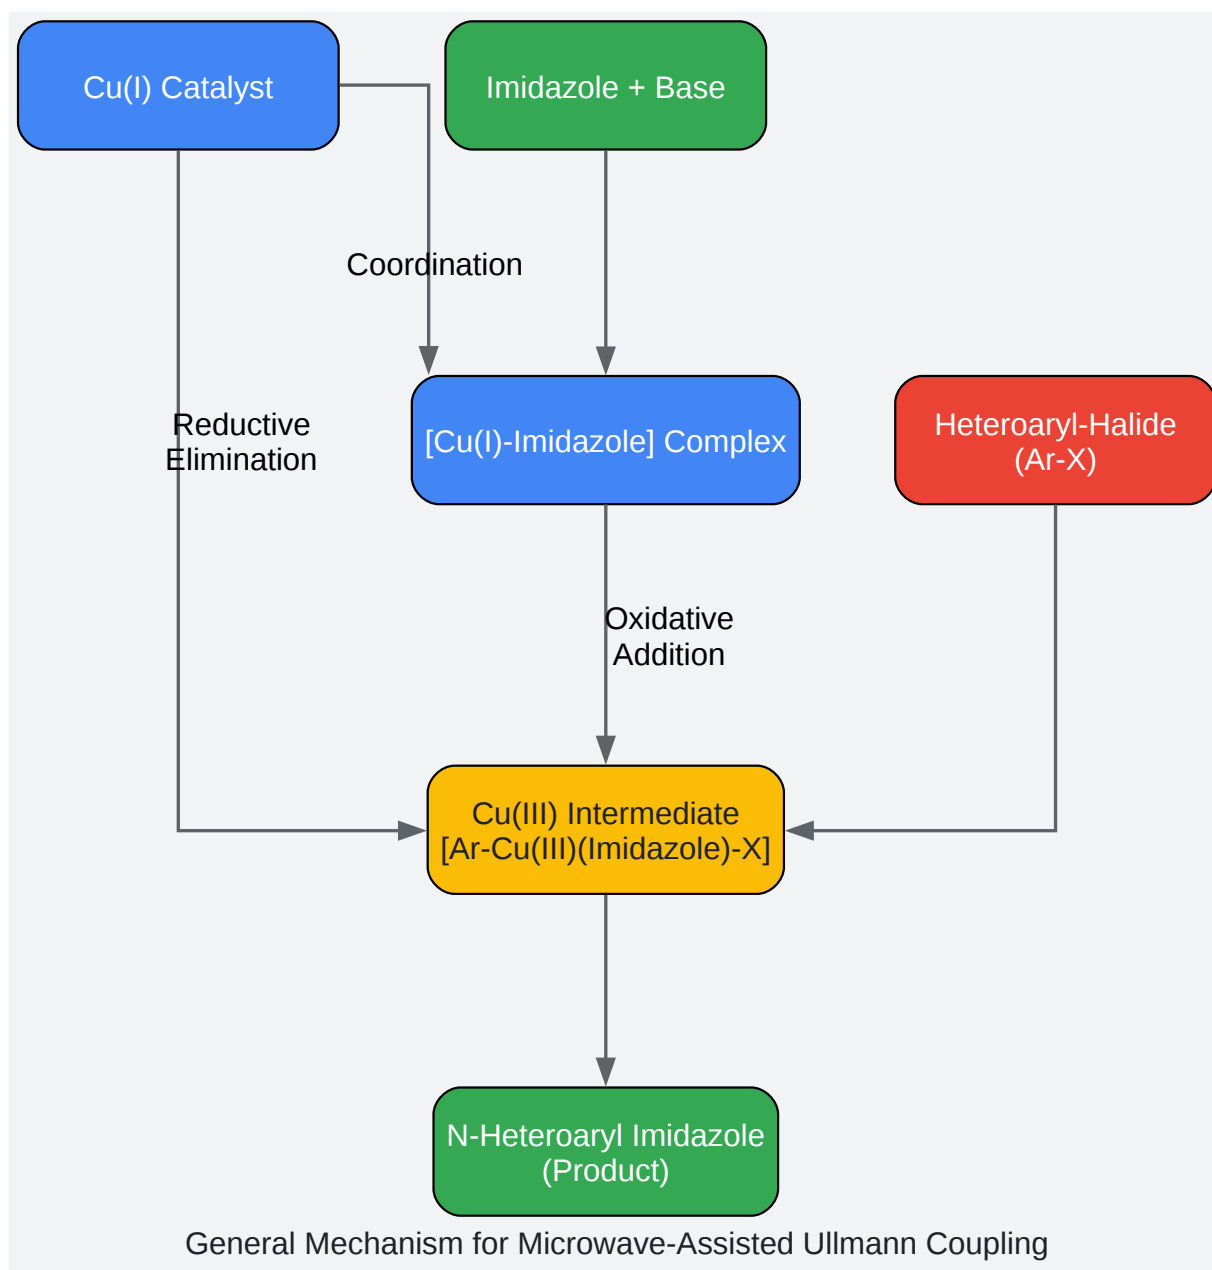 Cu(I) Catalyst
Imidazole + Base
Coordination
Reductive
Elimination
[Cu(I)-Imidazole] Complex
Heteroaryl-Halide
(Ar-X)
Oxidative
Addition
Cu(III) Intermediate
[Ar-Cu(III)(Imidazole)-X]
N-Heteroaryl Imidazole
(Product)
General Mechanism for Microwave-Assisted Ullmann Coupling